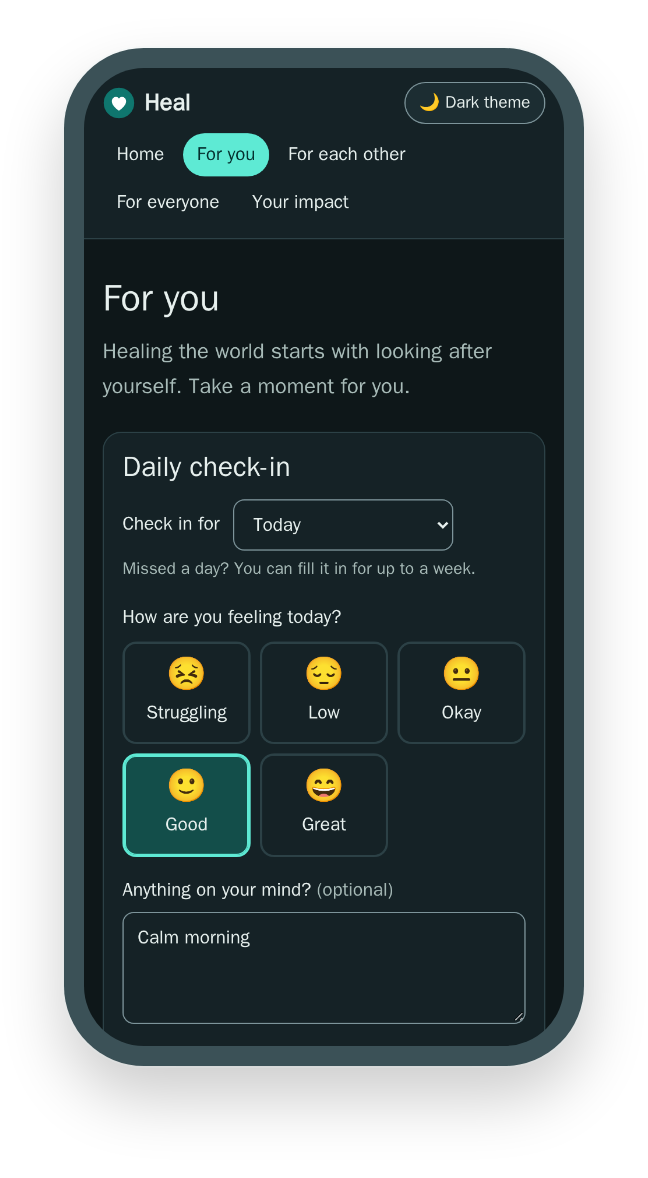 Heal
Dark theme
Home
For you
For each other
For everyone
Your impact
For you
Healing the world starts with looking after
yourself. Take a moment for you.
Daily check-in
Check in for
Today
Missed a day? You can fill it in for up to a week.
How are you feeling today?
Struggling
Low
Okay
Good
Great
Anything on your mind? (optional)
Calm morning